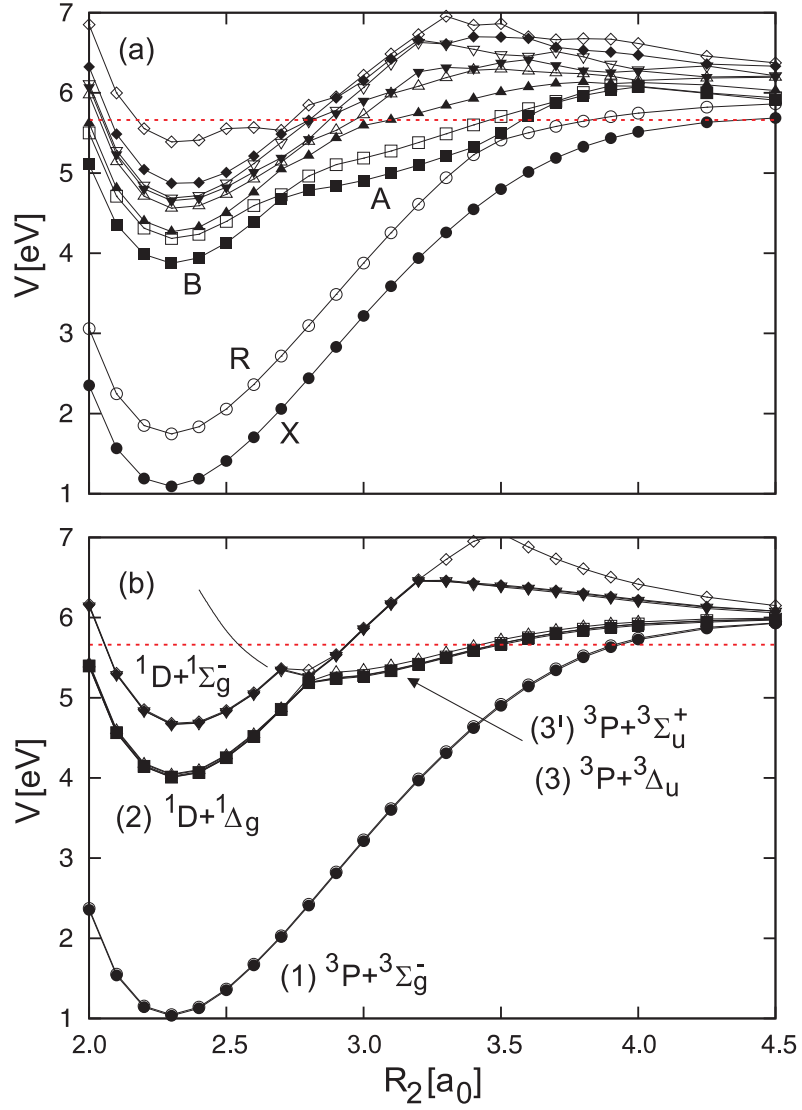 7
(a)
6
5
A
V[eV]
4
B
3
R
2
X
1
7
(b)
6
¹D+¹Σg⁻
5
(3') ³P+³Σu⁺
(3) ³P+³Δu
V[eV]
4
(2) ¹D+¹Δg
3
2
(1) ³P+³Σg⁻
1
2.0 2.5 3.0 3.5 4.0 4.5
R₂[a₀]